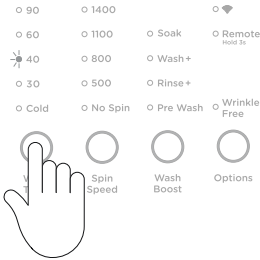 90
1400
60
1100
Soak
Remote
Hold 3s
40
800
Wash+
30
500
Rinse+
Cold
No Spin
Pre Wash
Wrinkle
Free
Spin
Speed
Wash
Boost
Options